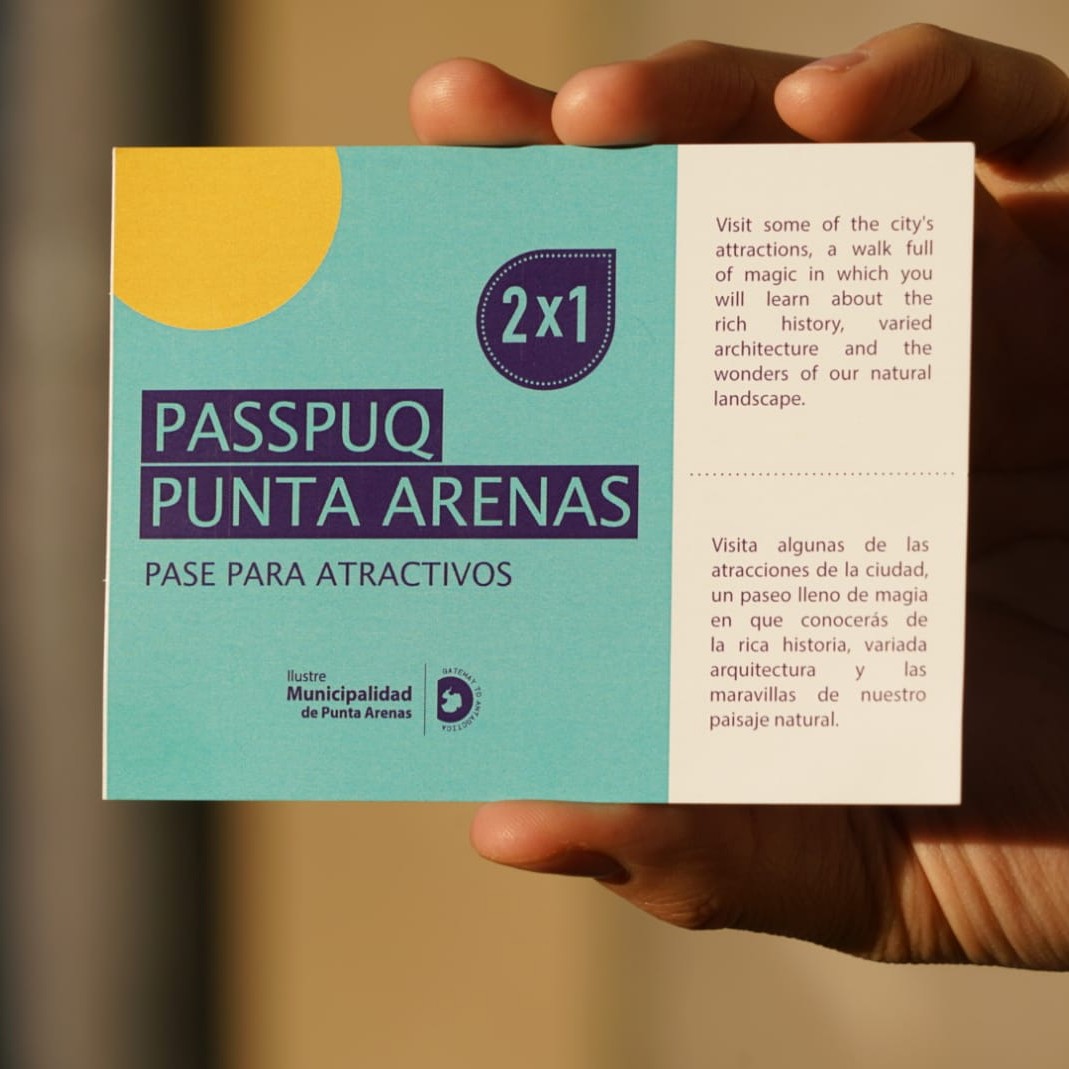 2x1
PASSPUQ
PUNTA ARENAS
PASE PARA ATRACTIVOS
Ilustre
Municipalidad
de Punta Arenas
GATEWAY TO ANTARCTICA
Visit some of the city's
attractions, a walk full
of magic in which you
will learn about the
rich history, varied
architecture and the
wonders of our natural
landscape.
Visita algunas de las
atracciones de la ciudad,
un paseo lleno de magia
en que conocerás de
la rica historia, variada
arquitectura y las
maravillas de nuestro
paisaje natural.